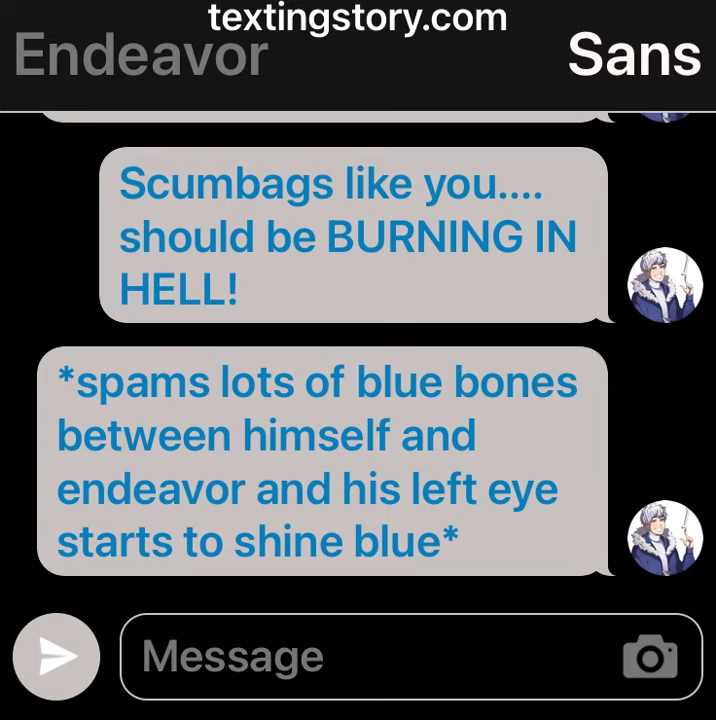 textingstory.com
Endeavor
Sans
Scumbags like you....
should be BURNING IN
HELL!
*spams lots of blue bones
between himself and
endeavor and his left eye
starts to shine blue*
Message